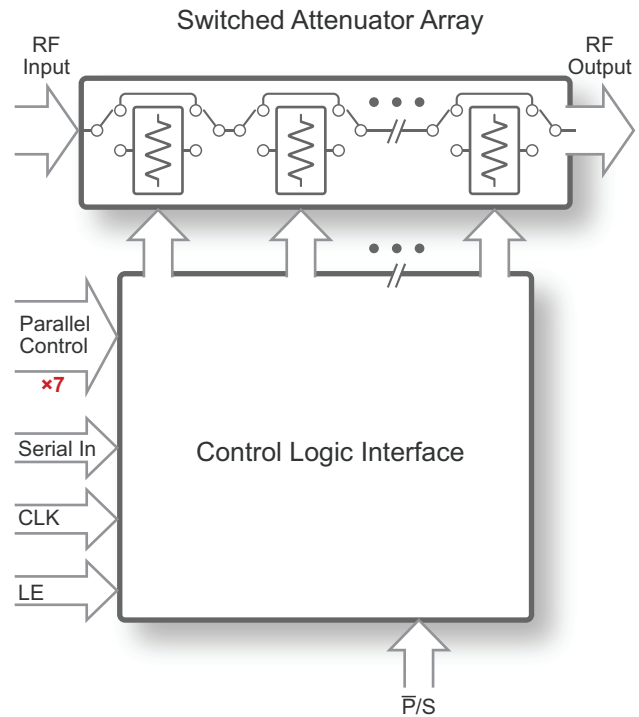 Switched Attenuator Array
RF
Input
RF
Output
Parallel
Control
×7
Serial In
CLK
LE
Control Logic Interface
P̅/S